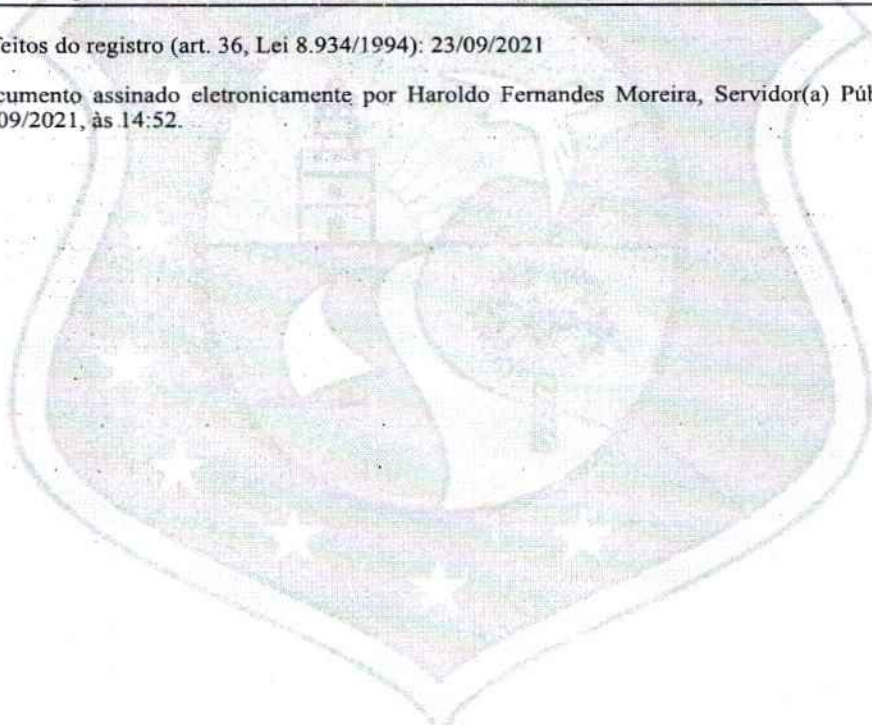 feitos do registro (art. 36, Lei 8.934/1994): 23/09/2021
cumento assinado eletronicamente por Haroldo Fernandes Moreira, Servidor(a) Púb
09/2021, às 14:52.